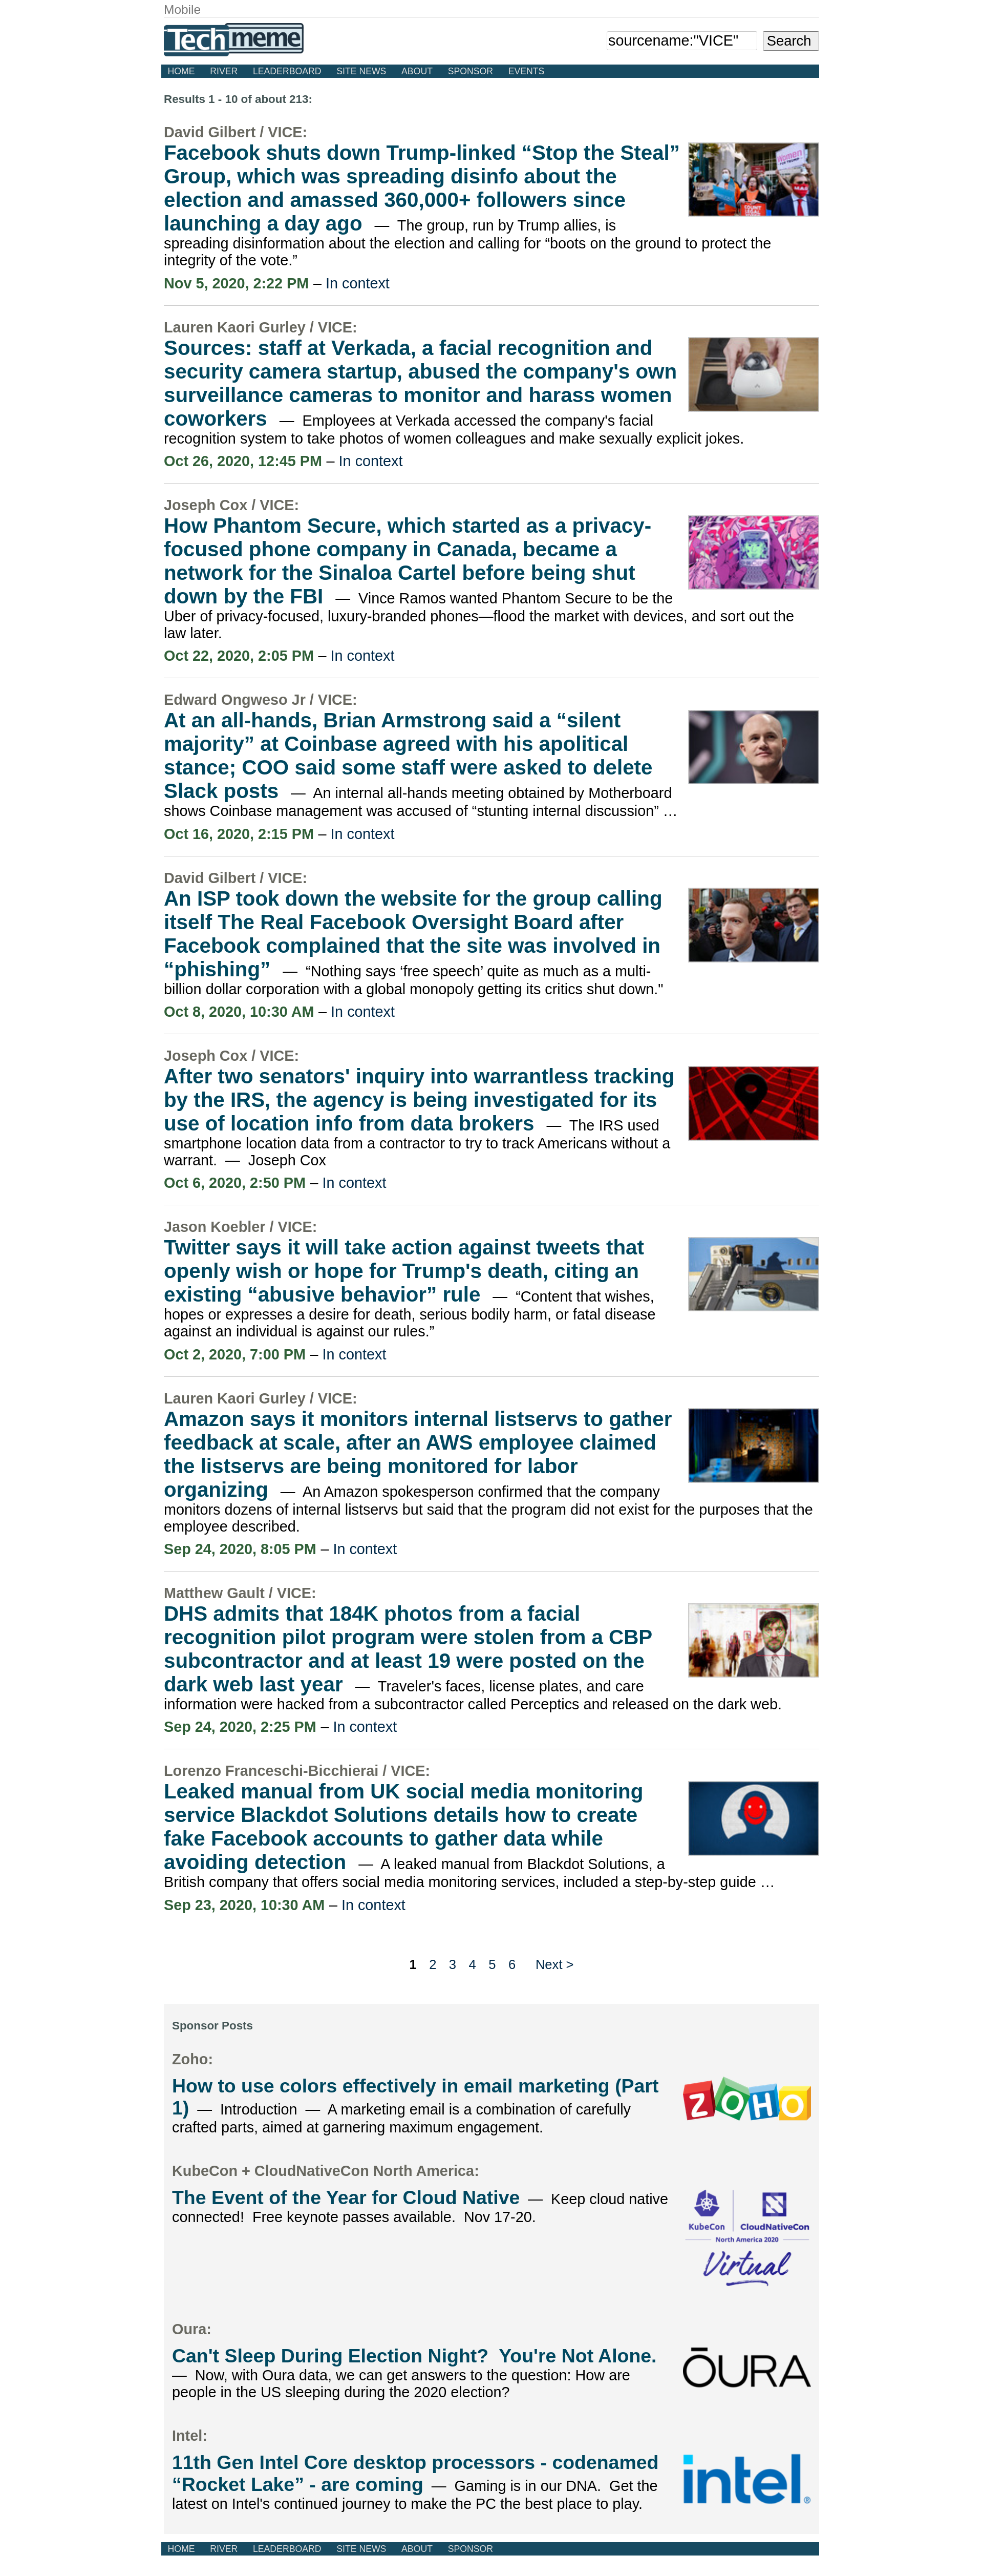 Mobile
Techmeme
sourcename:"VICE" Search
HOME RIVER LEADERBOARD SITE NEWS ABOUT SPONSOR EVENTS
Results 1 - 10 of about 213:
David Gilbert / VICE:
Facebook shuts down Trump-linked “Stop the Steal”
Group, which was spreading disinfo about the
election and amassed 360,000+ followers since
launching a day ago — The group, run by Trump allies, is
spreading disinformation about the election and calling for “boots on the ground to protect the
integrity of the vote.”
Nov 5, 2020, 2:22 PM – In context
Lauren Kaori Gurley / VICE:
Sources: staff at Verkada, a facial recognition and
security camera startup, abused the company's own
surveillance cameras to monitor and harass women
coworkers — Employees at Verkada accessed the company's facial
recognition system to take photos of women colleagues and make sexually explicit jokes.
Oct 26, 2020, 12:45 PM – In context
Joseph Cox / VICE:
How Phantom Secure, which started as a privacy-
focused phone company in Canada, became a
network for the Sinaloa Cartel before being shut
down by the FBI — Vince Ramos wanted Phantom Secure to be the
Uber of privacy-focused, luxury-branded phones—flood the market with devices, and sort out the
law later.
Oct 22, 2020, 2:05 PM – In context
Edward Ongweso Jr / VICE:
At an all-hands, Brian Armstrong said a “silent
majority” at Coinbase agreed with his apolitical
stance; COO said some staff were asked to delete
Slack posts — An internal all-hands meeting obtained by Motherboard
shows Coinbase management was accused of “stunting internal discussion” …
Oct 16, 2020, 2:15 PM – In context
David Gilbert / VICE:
An ISP took down the website for the group calling
itself The Real Facebook Oversight Board after
Facebook complained that the site was involved in
“phishing” — “Nothing says ‘free speech’ quite as much as a multi-
billion dollar corporation with a global monopoly getting its critics shut down."
Oct 8, 2020, 10:30 AM – In context
Joseph Cox / VICE:
After two senators' inquiry into warrantless tracking
by the IRS, the agency is being investigated for its
use of location info from data brokers — The IRS used
smartphone location data from a contractor to try to track Americans without a
warrant. — Joseph Cox
Oct 6, 2020, 2:50 PM – In context
Jason Koebler / VICE:
Twitter says it will take action against tweets that
openly wish or hope for Trump's death, citing an
existing “abusive behavior” rule — “Content that wishes,
hopes or expresses a desire for death, serious bodily harm, or fatal disease
against an individual is against our rules.”
Oct 2, 2020, 7:00 PM – In context
Lauren Kaori Gurley / VICE:
Amazon says it monitors internal listservs to gather
feedback at scale, after an AWS employee claimed
the listservs are being monitored for labor
organizing — An Amazon spokesperson confirmed that the company
monitors dozens of internal listservs but said that the program did not exist for the purposes that the
employee described.
Sep 24, 2020, 8:05 PM – In context
Matthew Gault / VICE:
DHS admits that 184K photos from a facial
recognition pilot program were stolen from a CBP
subcontractor and at least 19 were posted on the
dark web last year — Traveler's faces, license plates, and care
information were hacked from a subcontractor called Perceptics and released on the dark web.
Sep 24, 2020, 2:25 PM – In context
Lorenzo Franceschi-Bicchierai / VICE:
Leaked manual from UK social media monitoring
service Blackdot Solutions details how to create
fake Facebook accounts to gather data while
avoiding detection — A leaked manual from Blackdot Solutions, a
British company that offers social media monitoring services, included a step-by-step guide …
Sep 23, 2020, 10:30 AM – In context
1 2 3 4 5 6 Next >
Sponsor Posts
Zoho:
How to use colors effectively in email marketing (Part
1) — Introduction — A marketing email is a combination of carefully
crafted parts, aimed at garnering maximum engagement.
ZOHO
KubeCon + CloudNativeCon North America:
The Event of the Year for Cloud Native — Keep cloud native
connected! Free keynote passes available. Nov 17-20.
KubeCon CloudNativeCon
North America 2020
Virtual
Oura:
Can't Sleep During Election Night? You're Not Alone.
— Now, with Oura data, we can get answers to the question: How are
people in the US sleeping during the 2020 election?
ŌURA
Intel:
11th Gen Intel Core desktop processors - codenamed
“Rocket Lake” - are coming — Gaming is in our DNA. Get the
latest on Intel's continued journey to make the PC the best place to play.
intel®
HOME RIVER LEADERBOARD SITE NEWS ABOUT SPONSOR